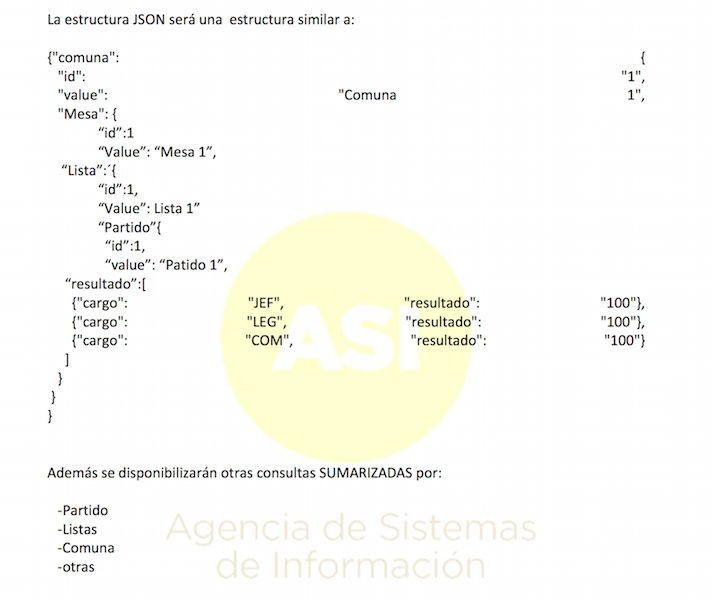 La estructura JSON será una estructura similar a:
{"comuna": {
"id": "1",
"value": "Comuna 1",
"Mesa": {
“id”:1
“Value”: “Mesa 1”,
“Lista”:´{
“id”:1,
“Value”: Lista 1”
“Partido”{
“id”:1,
“value”: “Patido 1”,
“resultado”:[
{"cargo": "JEF", "resultado": "100"},
{"cargo": "LEG", "resultado": "100"},
{"cargo": "COM", "resultado": "100"}
]
}
}
}
ASI
Además se disponibilizarán otras consultas SUMARIZADAS por:
-Partido
-Listas
-Comuna
-otras
Agencia de Sistemas
de Información